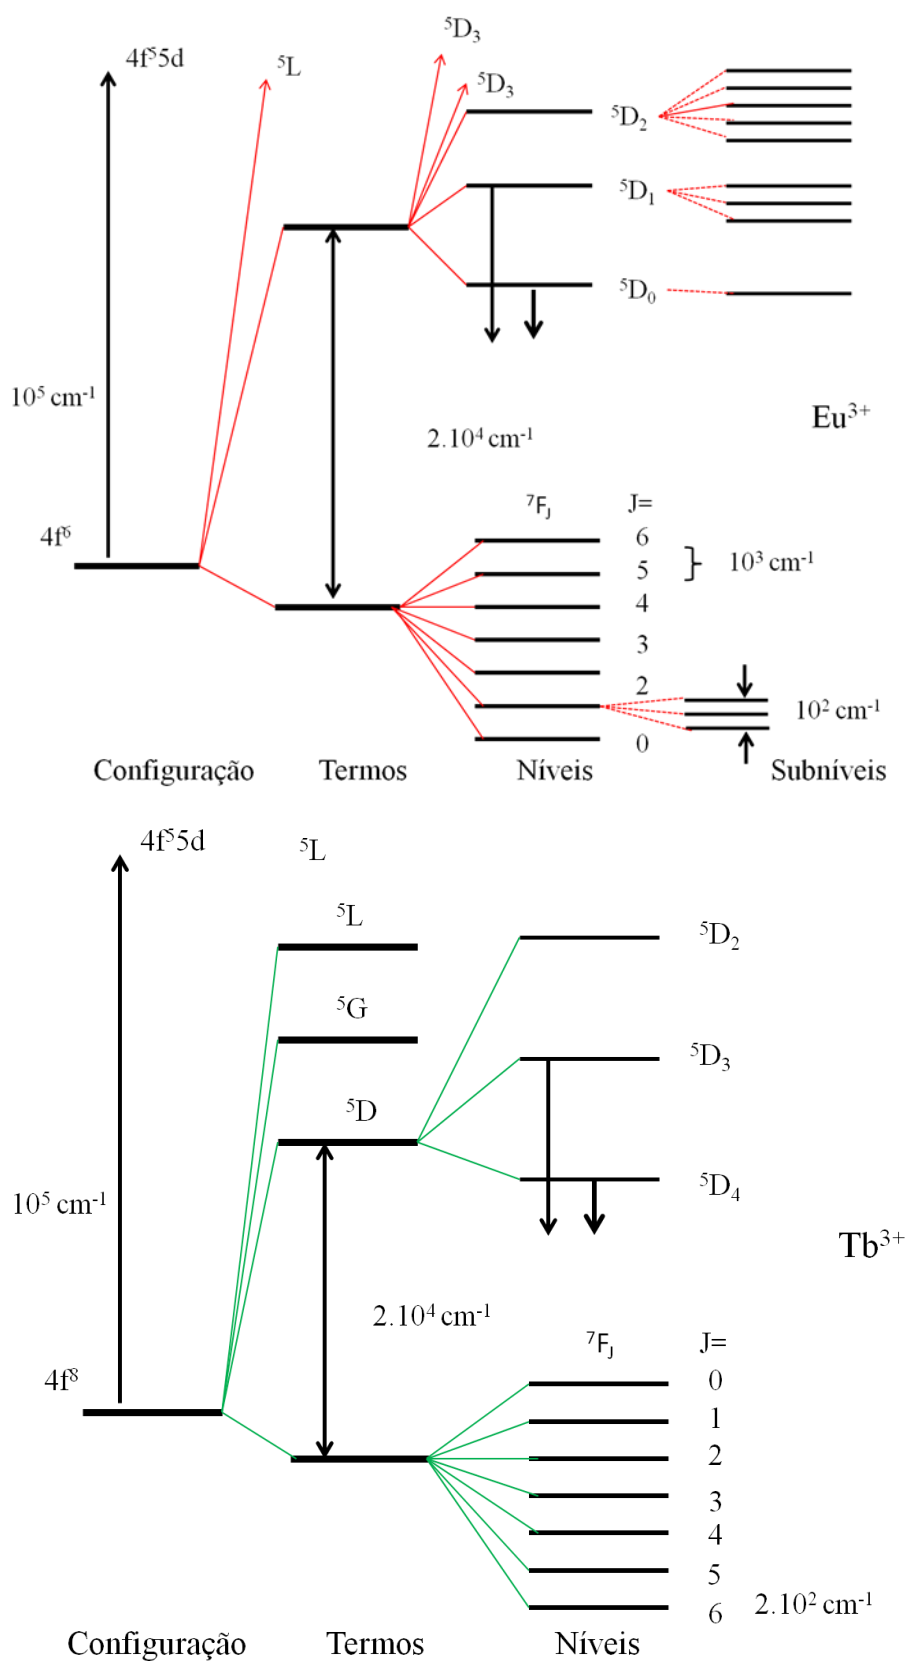 4f⁵5d
⁵L
⁵D₃
⁵D₃
⁵D₂
⁵D₁
⁵D₀
10⁵ cm⁻¹
Eu³⁺
2.10⁴ cm⁻¹
⁷F_J J=
4f⁶
6
5
10³ cm⁻¹
4
3
2
10² cm⁻¹
0
Configuração Termos Níveis Subníveis
4f⁵5d
⁵L
⁵L
⁵D₂
⁵G
⁵D₃
⁵D
⁵D₄
10⁵ cm⁻¹
Tb³⁺
2.10⁴ cm⁻¹
⁷F_J J=
4f⁸
0
1
2
3
4
5
6 2.10² cm⁻¹
Configuração Termos Níveis